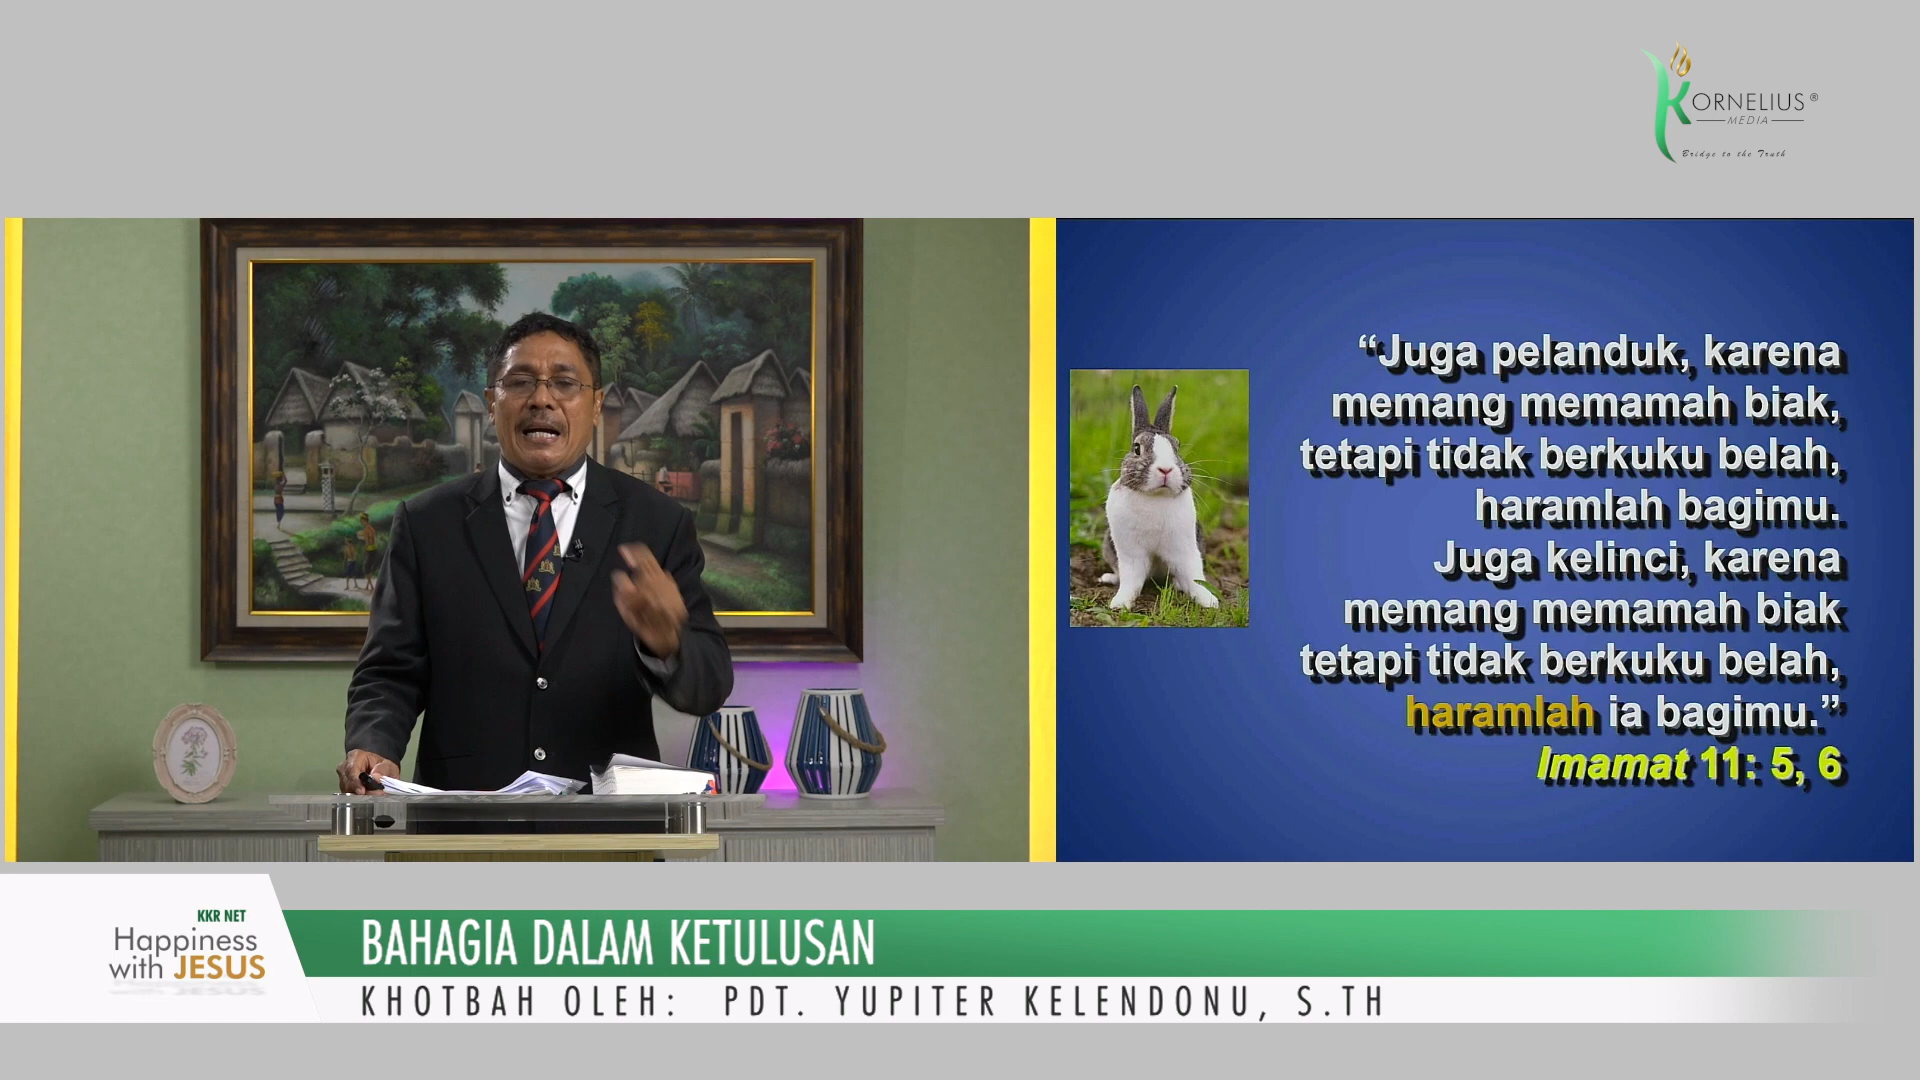 KORNELIUS®
MEDIA
Bridge to the Truth
“Juga pelanduk, karena
memang memamah biak,
tetapi tidak berkuku belah,
haramlah bagimu.
Juga kelinci, karena
memang memamah biak
tetapi tidak berkuku belah,
haramlah ia bagimu.”
Imamat 11: 5, 6
KKR NET
Happiness
with JESUS
BAHAGIA DALAM KETULUSAN
KHOTBAH OLEH: PDT. YUPITER KELENDONU, S.TH